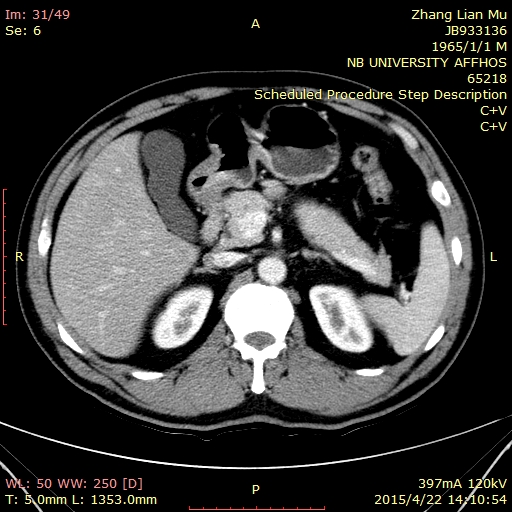 Im: 31/49
Se: 6
A
Zhang Lian Mu
JB933136
1965/1/1 M
NB UNIVERSITY AFFHOS
65218
Scheduled Procedure Step Description
C+V
C+V
R
L
WL: 50 WW: 250 [D]
T: 5.0mm L: 1353.0mm
P
397mA 120kV
2015/4/22 14:10:54